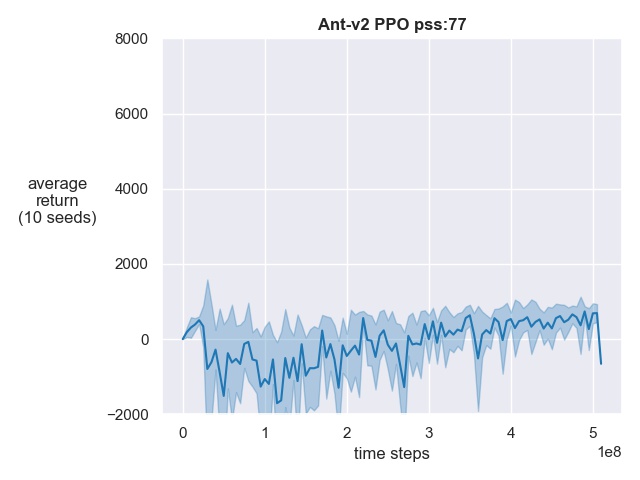 Ant-v2 PPO pss:77
8000
6000
4000
2000
0
−2000
average
return
(10 seeds)
0 1 2 3 4 5
1e8
time steps